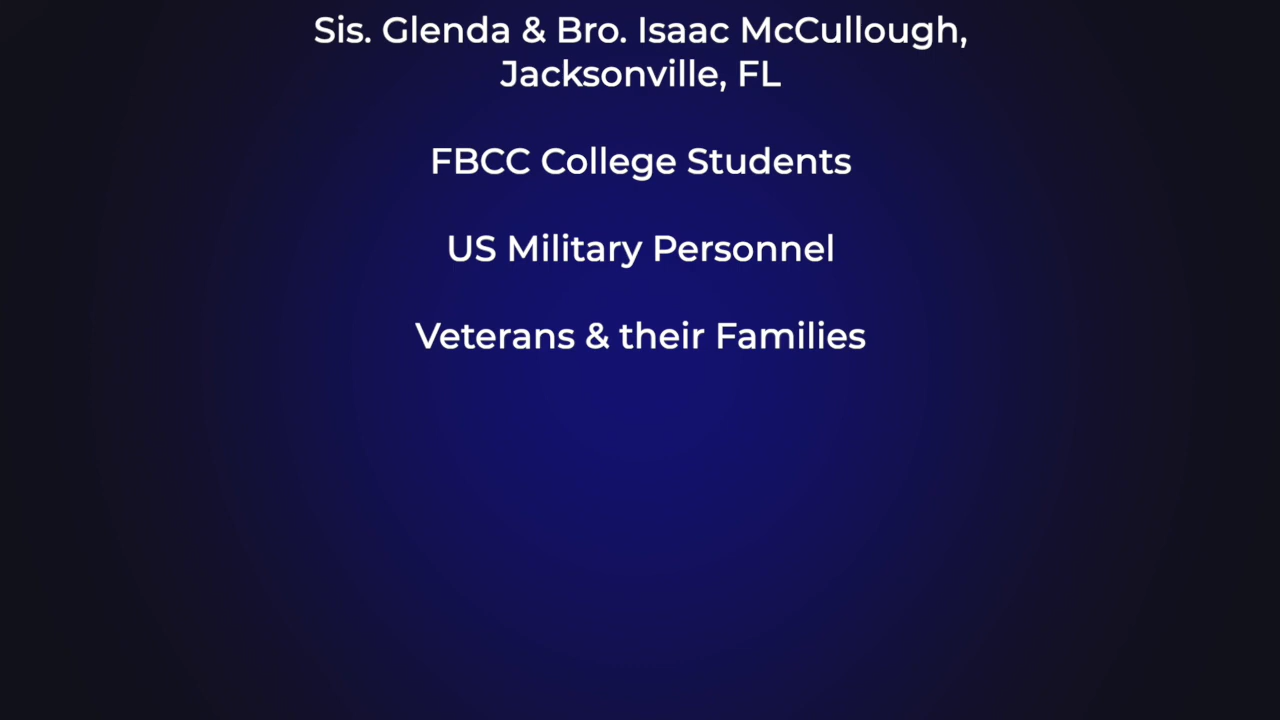 Sis. Glenda & Bro. Isaac McCullough,
Jacksonville, FL
FBCC College Students
US Military Personnel
Veterans & their Families